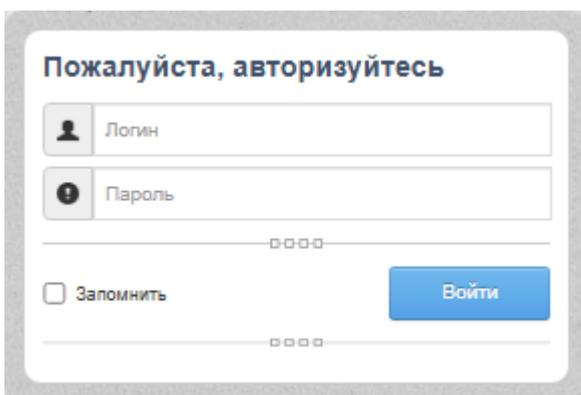 Пожалуйста, авторизуйтесь
Логин
Пароль
Запомнить
Войти